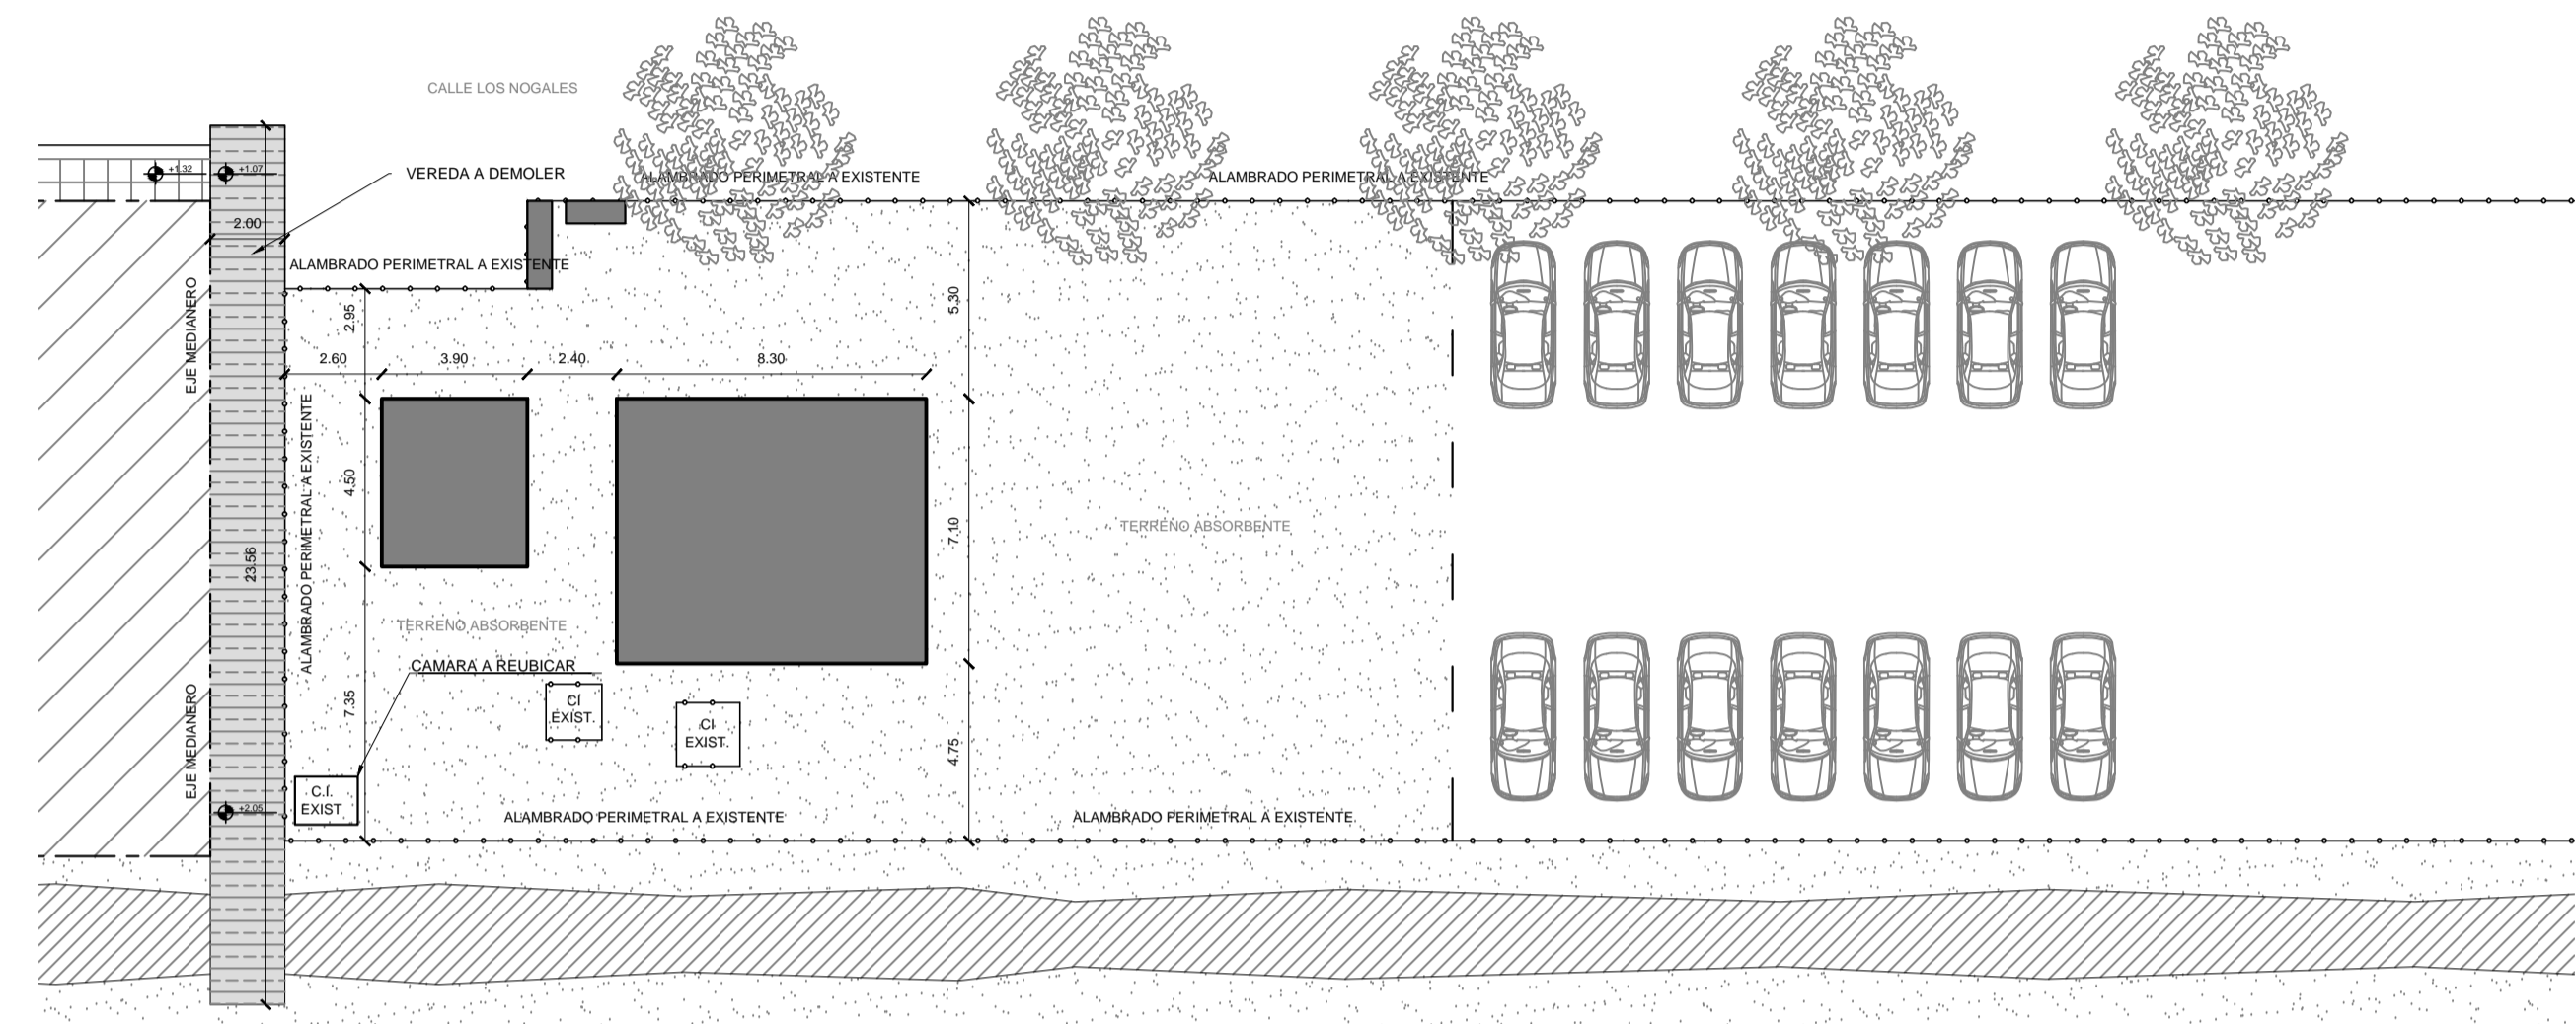 CALLE LOS NOGALES
VEREDA A DEMOLER
ALAMBRADO PERIMETRAL A EXISTENTE
ALAMBRADO PERIMETRAL A EXISTENTE
+1.32
+1.07
2.00
ALAMBRADO PERIMETRAL A EXISTENTE
EJE MEDIANERO
2.95
5.30
2.60
3.90
2.40
8.30
ALAMBRADO PERIMETRAL A EXISTENTE
4.50
23.56
7.10
TERRENO ABSORBENTE
TERRENO ABSORBENTE
CAMARA A REUBICAR
EJE MEDIANERO
7.35
CI
EXIST.
CI
EXIST.
4.75
C.I.
EXIST.
+2.05
ALAMBRADO PERIMETRAL A EXISTENTE
ALAMBRADO PERIMETRAL A EXISTENTE